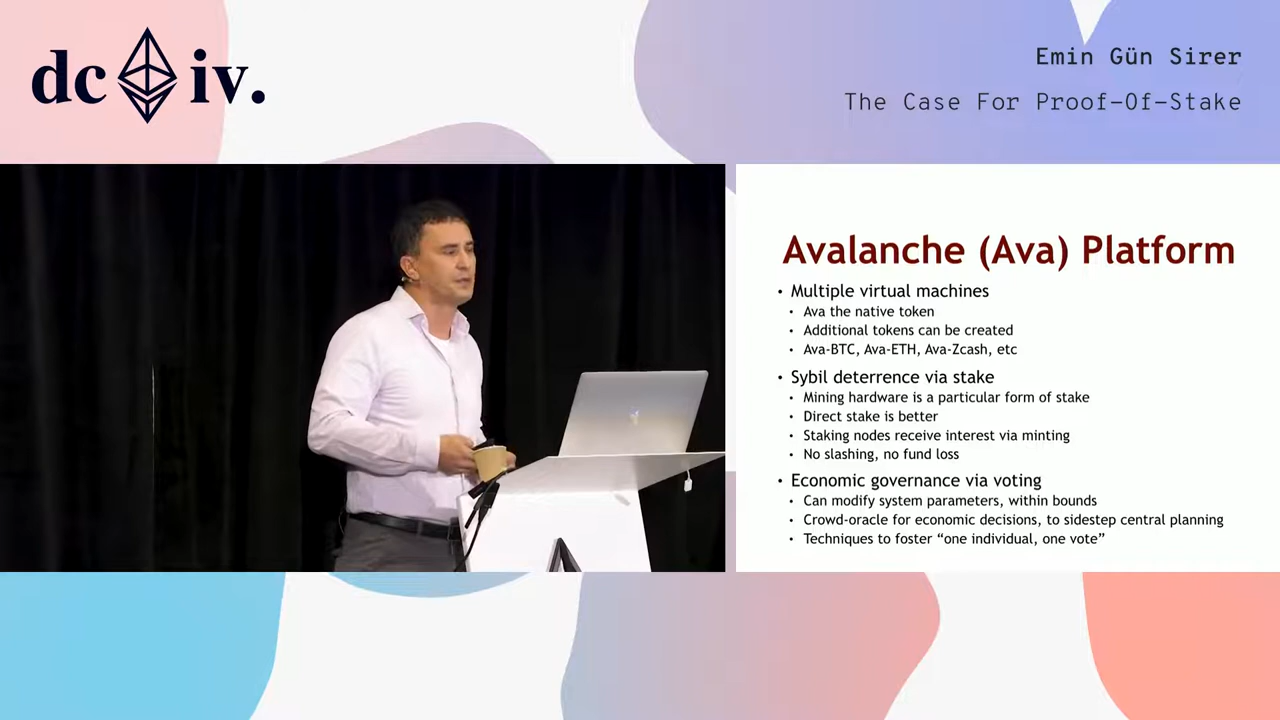 dc iv.
Emin Gün Sirer
The Case For Proof-Of-Stake
Avalanche (Ava) Platform
• Multiple virtual machines
• Ava the native token
• Additional tokens can be created
• Ava-BTC, Ava-ETH, Ava-Zcash, etc
• Sybil deterrence via stake
• Mining hardware is a particular form of stake
• Direct stake is better
• Staking nodes receive interest via minting
• No slashing, no fund loss
• Economic governance via voting
• Can modify system parameters, within bounds
• Crowd-oracle for economic decisions, to sidestep central planning
• Techniques to foster “one individual, one vote”